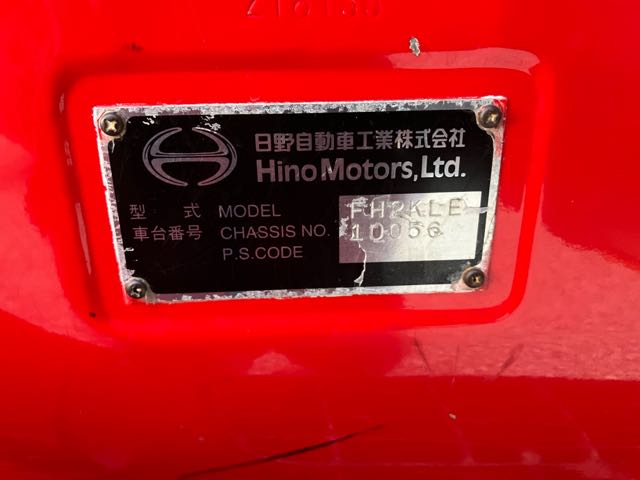 日野自動車工業株式会社
Hino Motors, Ltd.
型 式 MODEL FH2KLE
車台番号 CHASSIS NO. 10056
P.S.CODE